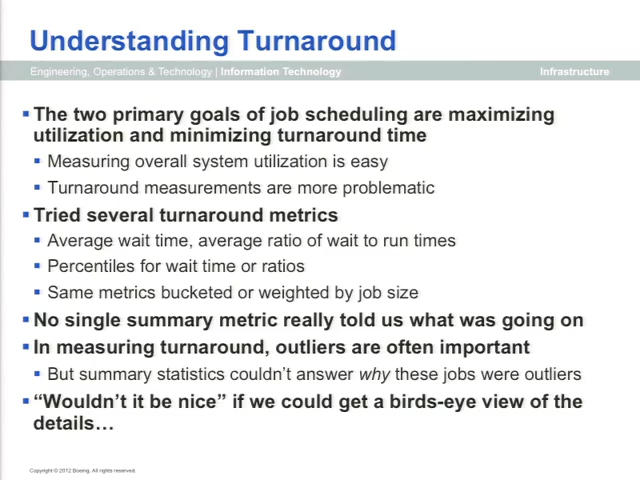 Understanding Turnaround
Engineering, Operations & Technology | Information Technology
Infrastructure
▪ The two primary goals of job scheduling are maximizing
utilization and minimizing turnaround time
▪ Measuring overall system utilization is easy
▪ Turnaround measurements are more problematic
▪ Tried several turnaround metrics
▪ Average wait time, average ratio of wait to run times
▪ Percentiles for wait time or ratios
▪ Same metrics bucketed or weighted by job size
▪ No single summary metric really told us what was going on
▪ In measuring turnaround, outliers are often important
▪ But summary statistics couldn’t answer why these jobs were outliers
▪ “Wouldn’t it be nice” if we could get a birds-eye view of the
details…
Copyright © 2012 Boeing. All rights reserved.